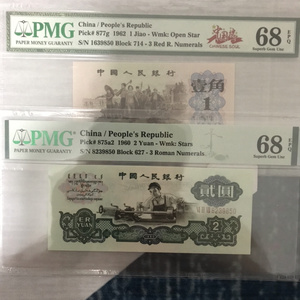 PMG
PAPER MONEY GUARANTY
China / People's Republic
Pick# 877g 1962 1 Jiao - Wmk: Open Star
S/N 1639850 Block 714 - 3 Red R. Numerals
68 EPQ
Superb Gem Unc
中国人民银行
壹角
1
PMG
PAPER MONEY GUARANTY
China / People's Republic
Pick# 875a2 1960 2 Yuan - Wmk: Stars
S/N 8239850 Block 627 - 3 Roman Numerals
68 EPQ
Superb Gem Unc
中国人民银行
贰圆
ER YUAN
2